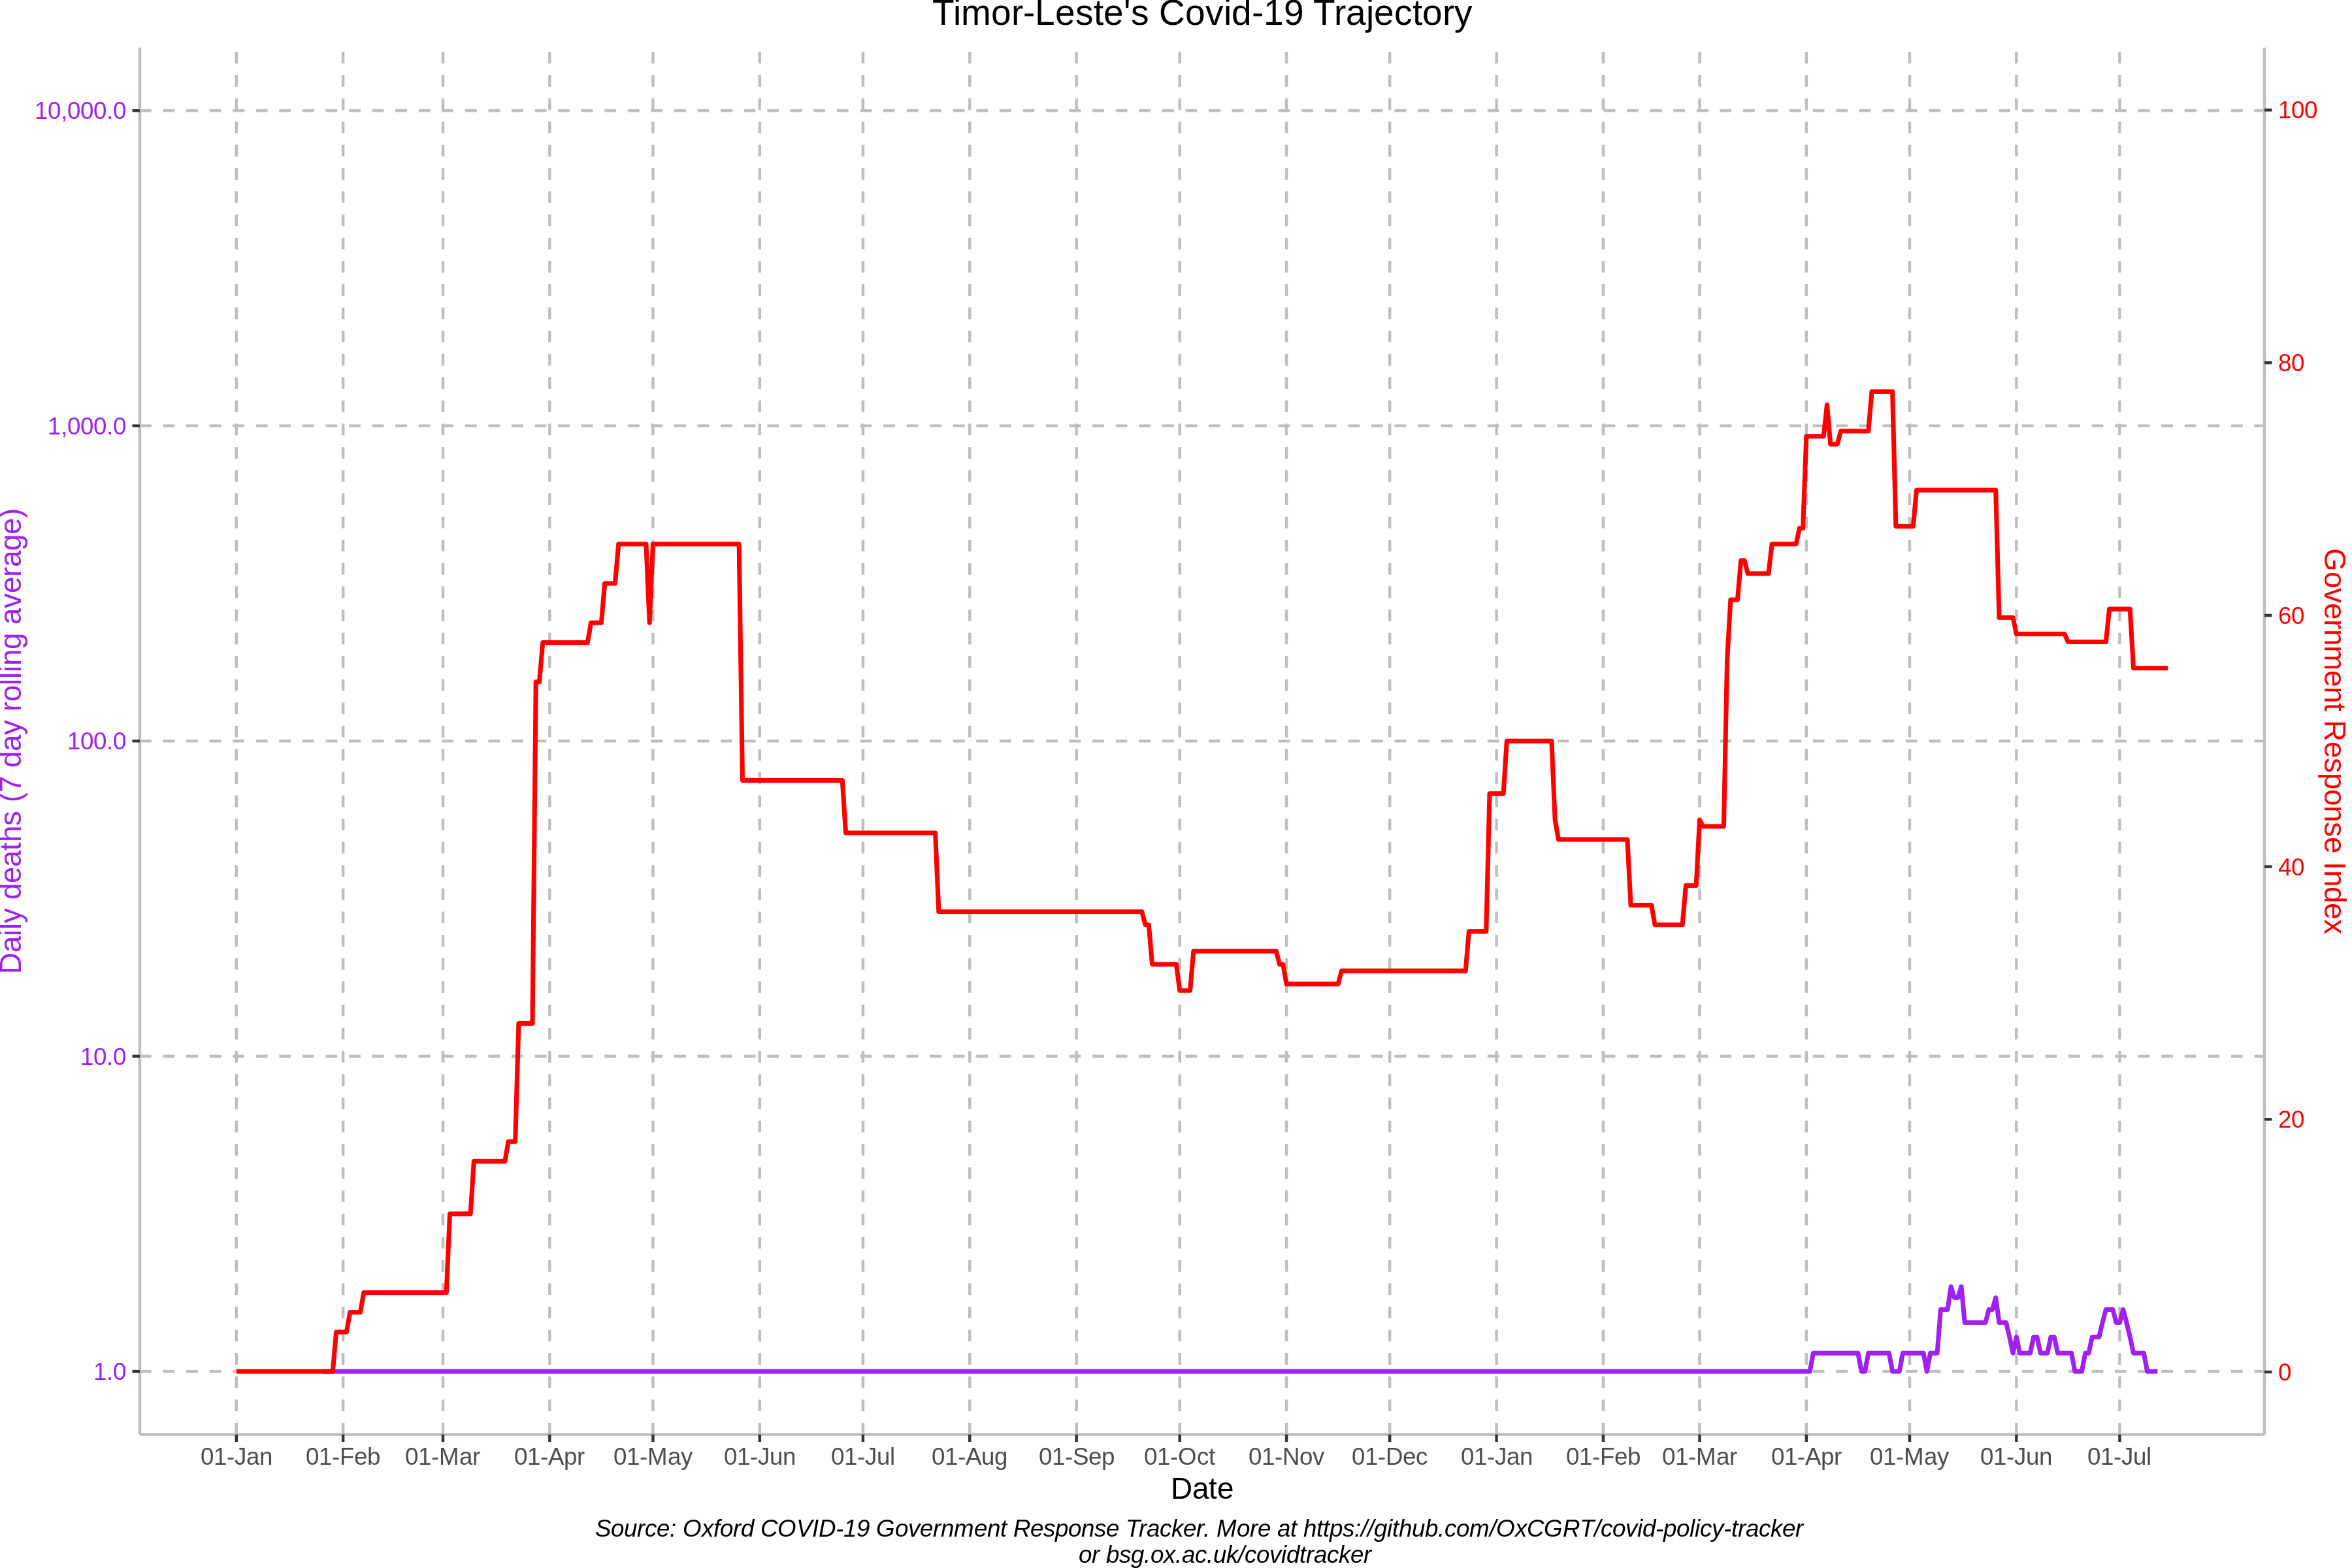 Timor-Leste's Covid-19 Trajectory
10,000.0
1,000.0
100.0
10.0
1.0
Daily deaths (7 day rolling average)
100
80
60
40
20
0
Government Response Index
01-Jan 01-Feb 01-Mar 01-Apr 01-May 01-Jun 01-Jul 01-Aug 01-Sep 01-Oct 01-Nov 01-Dec 01-Jan 01-Feb 01-Mar 01-Apr 01-May 01-Jun 01-Jul
Date
Source: Oxford COVID-19 Government Response Tracker. More at https://github.com/OxCGRT/covid-policy-tracker
or bsg.ox.ac.uk/covidtracker